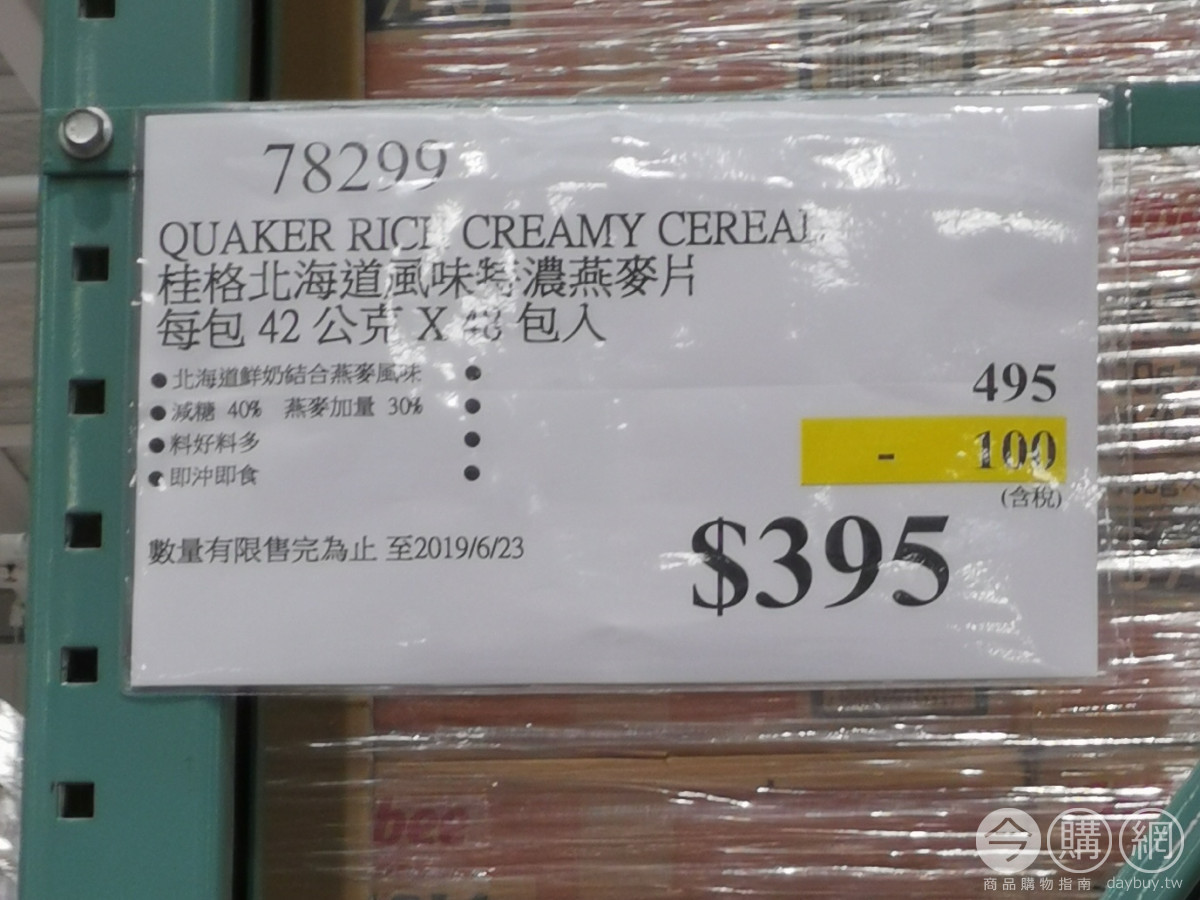 78299
QUAKER RICH CREAMY CEREAL
桂格北海道風味特濃燕麥片
每包 42 公克 X 48 包入
●北海道鮮奶結合燕麥風味 ●
●減糖 40% 燕麥加量 30% ●
●料好料多 ●
●即沖即食 ●
495
- 100
(含稅)
$395
數量有限售完為止 至2019/6/23
bee
今購網
商品購物指南 daybuy.tw